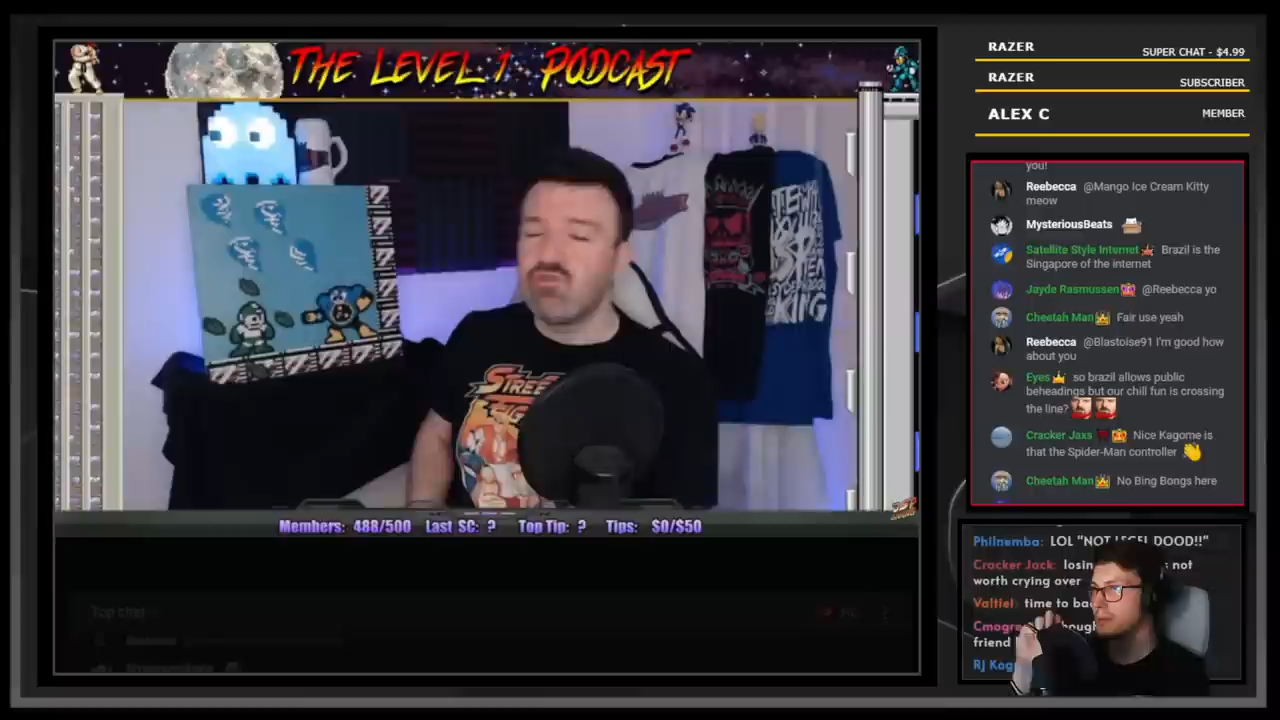 THE LEVEL 1 PODCAST
STREET
Members: 488/500 Last SC: ? Top Tip: ? Tips: $0/$50
Top chat
RAZER SUPER CHAT - $4.99
RAZER SUBSCRIBER
ALEX C MEMBER
you!
Reebecca @Mango Ice Cream Kitty
meow
MysteriousBeats
Satellite Style Internet Brazil is the
Singapore of the internet
Jayde Rasmussen @Reebecca yo
Cheetah Man Fair use yeah
Reebecca @Blastoise91 I'm good how
about you
Eyes so brazil allows public
beheadings but our chill fun is crossing
the line?
Cracker Jaxs Nice Kagome is
that the Spider-Man controller
Cheetah Man No Bing Bongs here
Philnemba: LOL "NOT LEGEL DOOD!!"
Cracker Jack: not
worth crying over
Valtiel: time to
friend